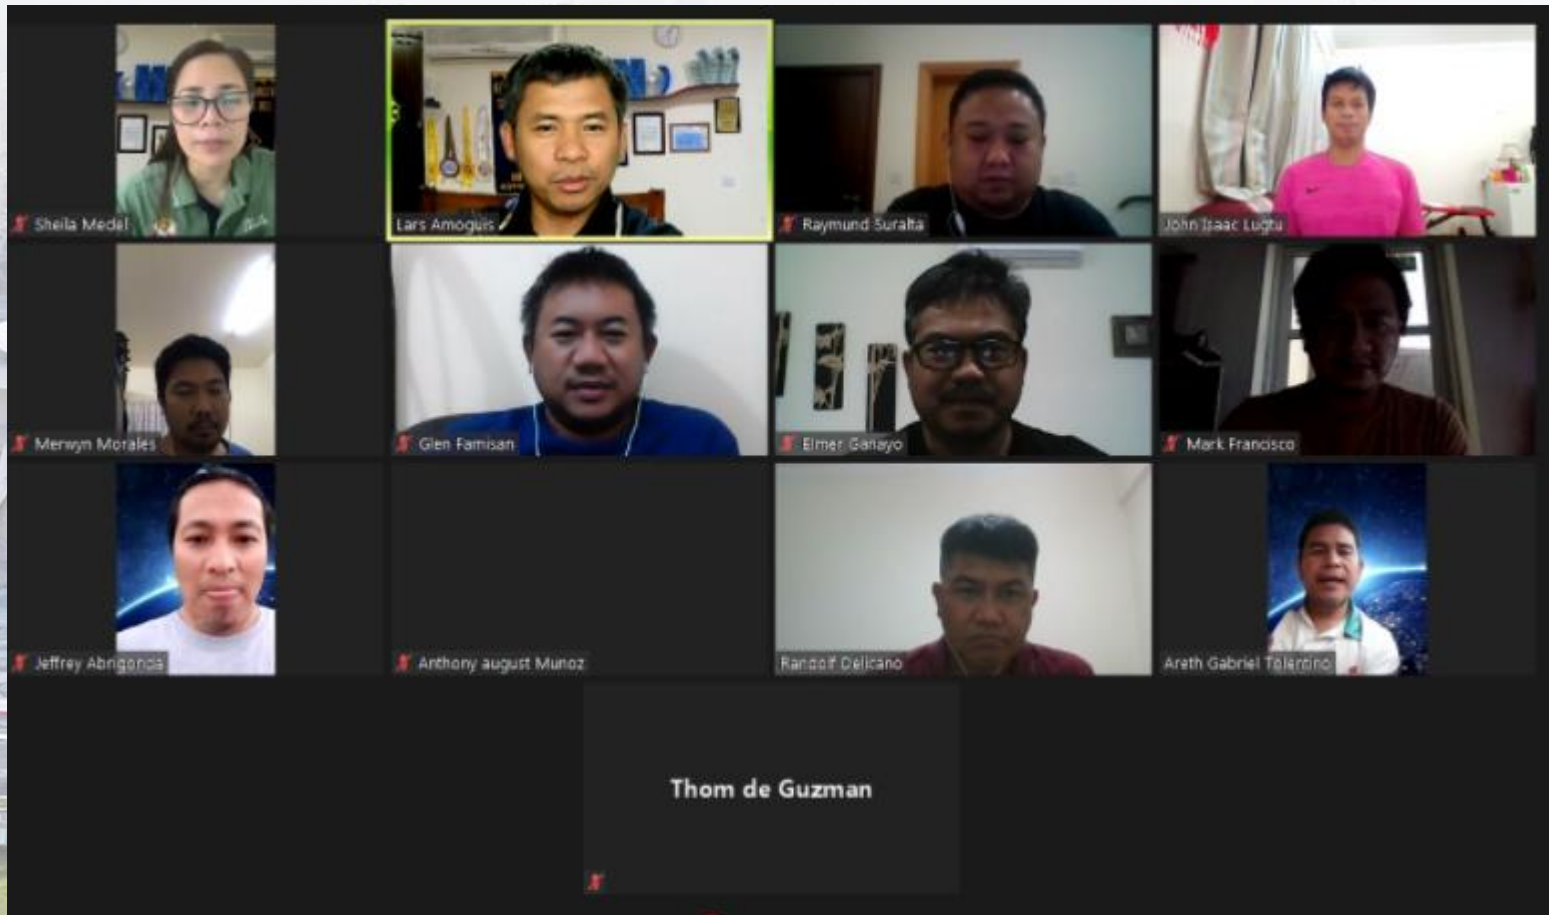 Sheila Medel
Lars Amoguis
Raymund Suralta
John Isaac Lugtu
Merwyn Morales
Glen Famisan
Elmer Ganayo
Mark Francisco
Jeffrey Abrigonda
Anthony august Munoz
Randolf Delicano
Areth Gabriel Tolentino
Thom de Guzman